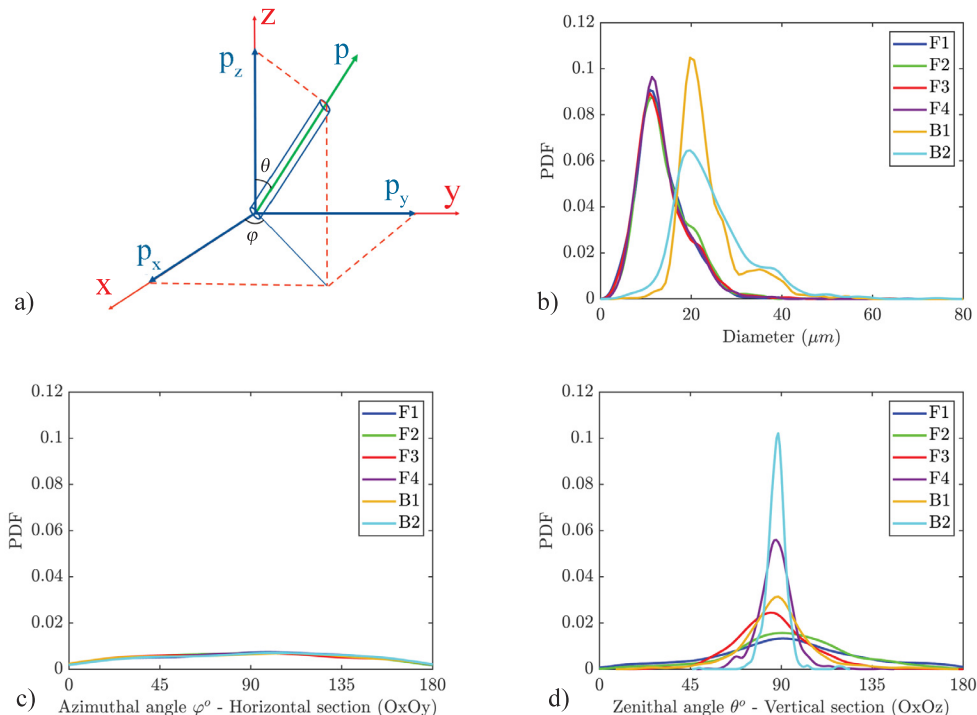 z
p_z
p
θ
p_y
y
φ
p_x
x
a)
0.12
0.1
0.08
0.06
0.04
0.02
0
PDF
F1
F2
F3
F4
B1
B2
0 20 40 60 80
Diameter (μm)
b)
0.12
0.1
0.08
0.06
0.04
0.02
0
PDF
F1
F2
F3
F4
B1
B2
0 45 90 135 180
Azimuthal angle φ° - Horizontal section (OxOy)
c)
0.12
0.1
0.08
0.06
0.04
0.02
0
PDF
F1
F2
F3
F4
B1
B2
0 45 90 135 180
Zenithal angle θ° - Vertical section (OxOz)
d)